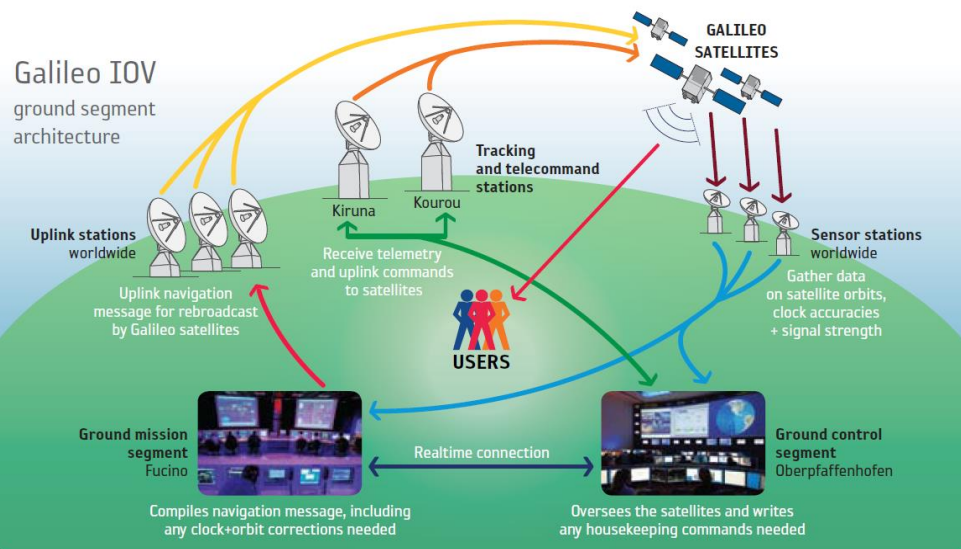 Galileo IOV
ground segment
architecture
GALILEO
SATELLITES
Tracking
and telecommand
stations
Kiruna
Kourou
Receive telemetry
and uplink commands
to satellites
Uplink stations
worldwide
Uplink navigation
message for rebroadcast
by Galileo satellites
Sensor stations
worldwide
Gather data
on satellite orbits,
clock accuracies
+ signal strength
USERS
Ground mission
segment
Fucino
Realtime connection
Ground control
segment
Oberpfaffenhofen
Compiles navigation message, including
any clock+orbit corrections needed
Oversees the satellites and writes
any housekeeping commands needed